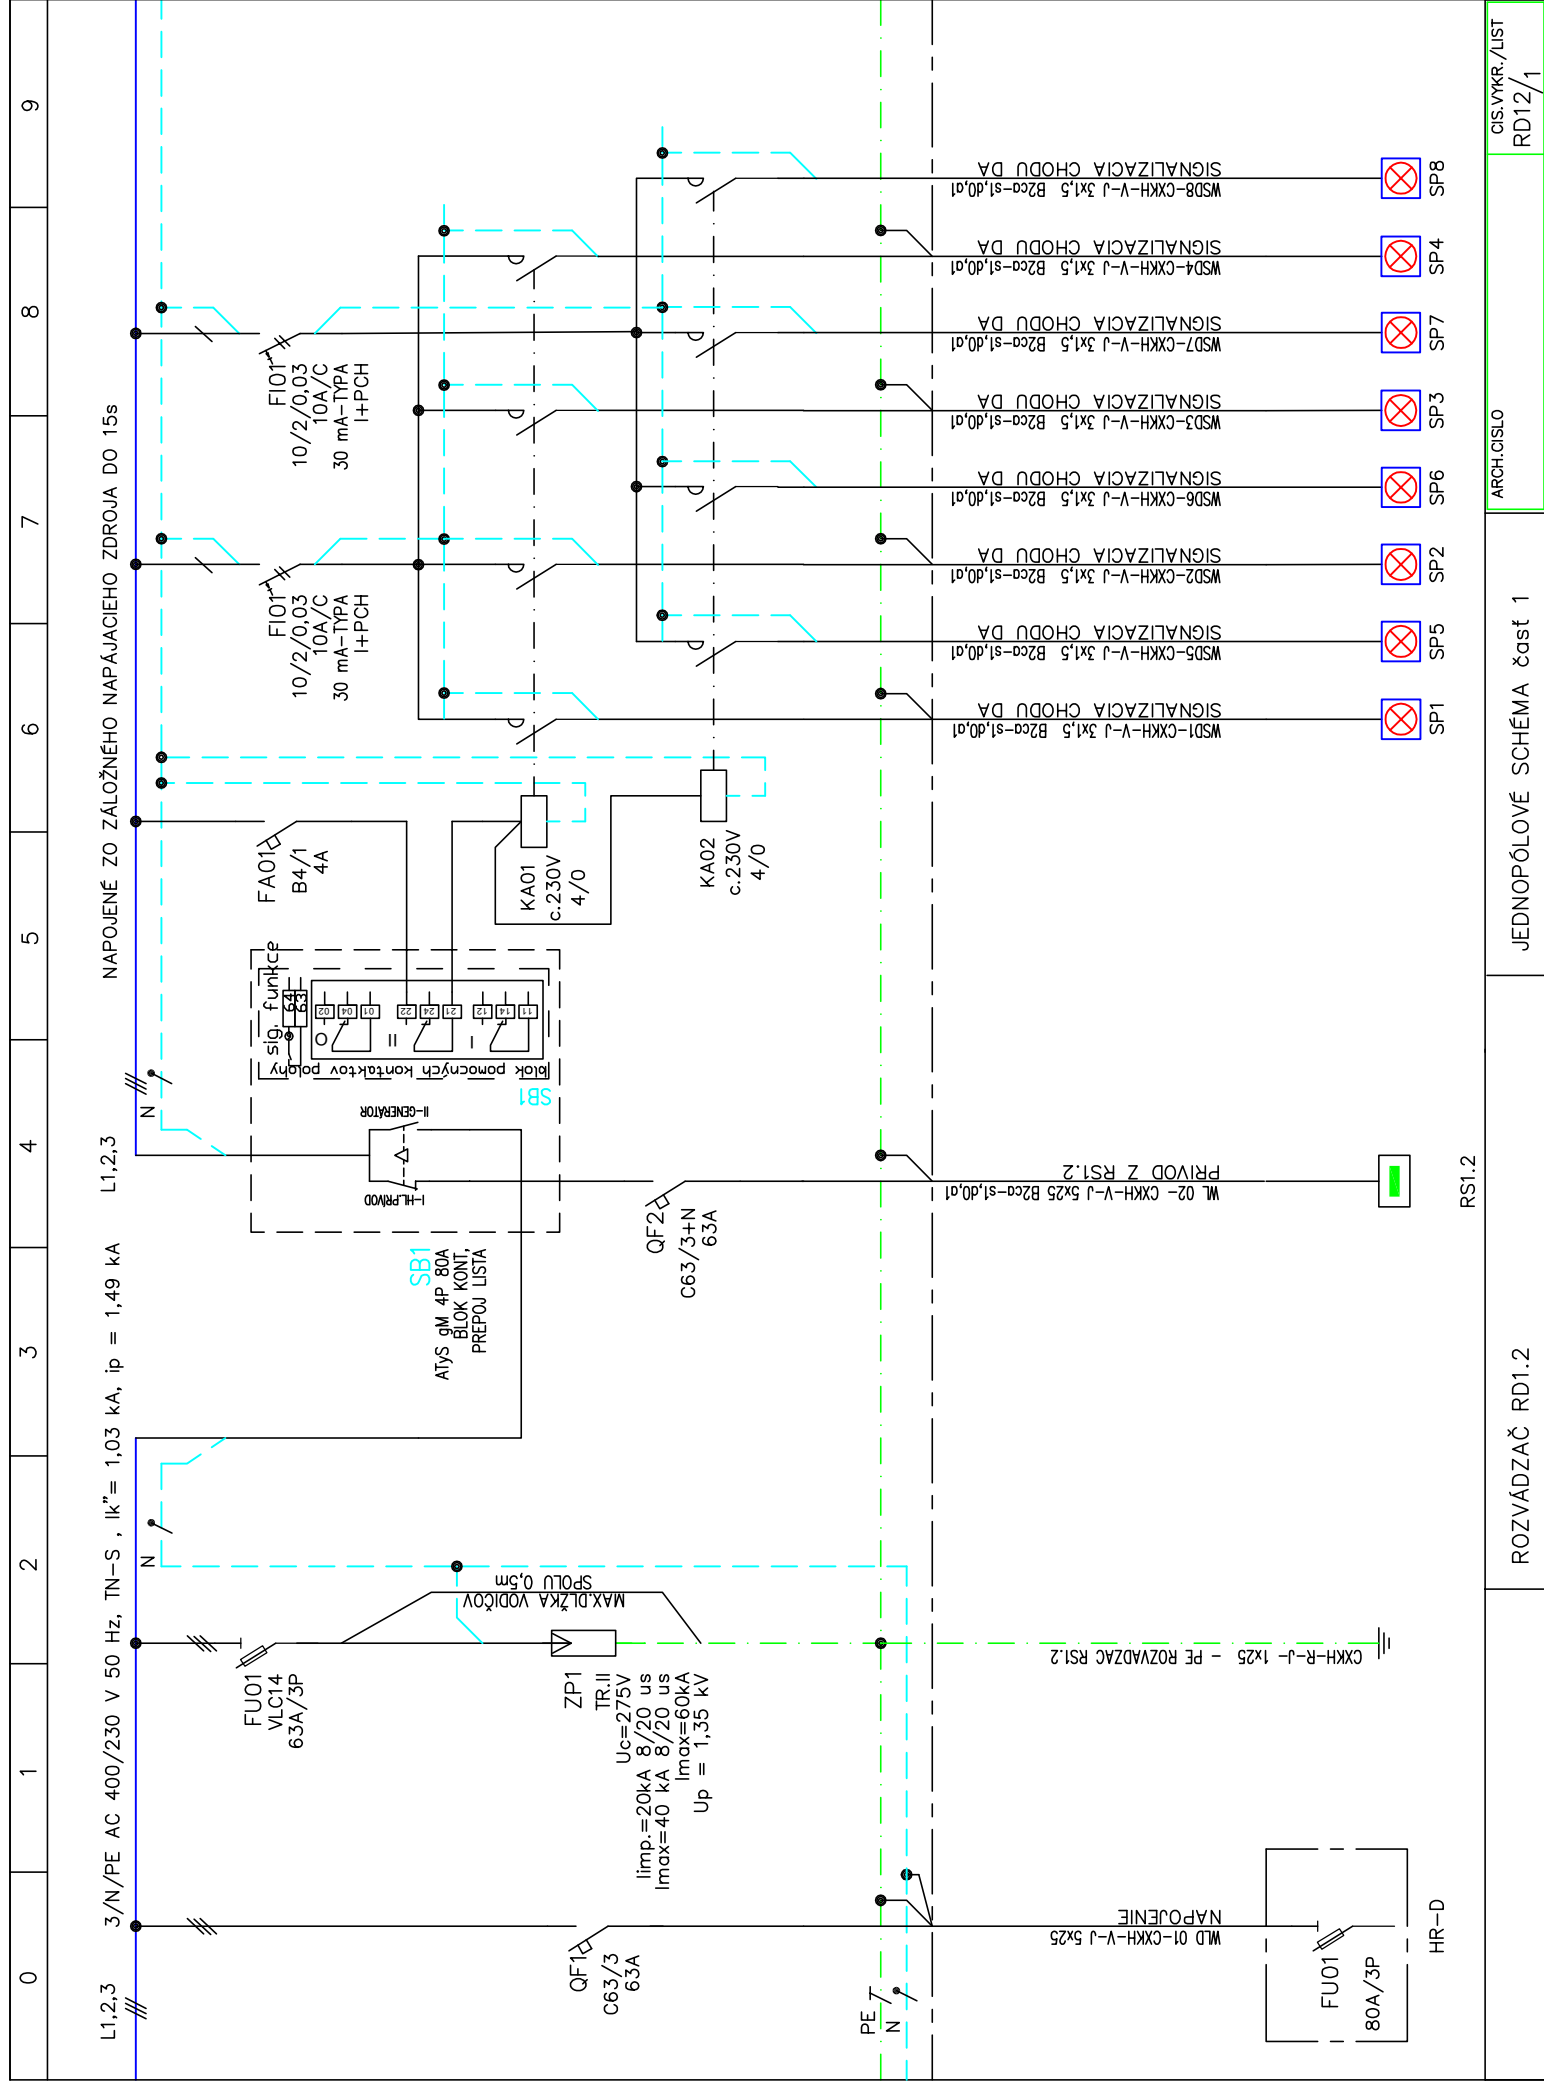 0
1
2
3
4
5
6
7
8
9
L1,2,3
3/N/PE AC 400/230 V 50 Hz, TN-S , Ik"= 1,03 kA, ip = 1,49 kA
L1,2,3
NAPOJENÉ ZO ZÁLOŽNÉHO NAPÁJACIEHO ZDROJA DO 15s
N
N
QF1
C63/3
63A
FU01
VLC14
63A/3P
ZP1
TR.II
Uc=275V
Iimp.=20kA 8/20 us
Imax=40 kA 8/20 us
Imax=60kA
Up = 1,35 kV
MAX.DĹŽKA VODIČOV
SPOLU 0,5m
SB1
ATyS gM 4P 80A
BLOK KONT,
PREPOJ LISTA
I-HL.PRÍVOD
II-GENERÁTOR
SB1
blok pomocných kontaktov polohy
sig. funkce
64
63
O
02
04
01
II
22
24
21
I
12
14
11
QF2
C63/3+N
63A
FA01
B4/1
4A
KA01
c.230V
4/0
KA02
c.230V
4/0
FI01
10/2/0,03
10A/C
30 mA-TYPA
I+PCH
FI01
10/2/0,03
10A/C
30 mA-TYPA
I+PCH
PE
N
WLD 01-CXKH-V-J 5x25
NAPOJENIE
CXKH-R-J- 1x25 - PE ROZVADZAC RS1.2
WL 02- CXKH-V-J 5x25 B2ca-s1,d0,a1
PRIVOD Z RS1.2
WSD1-CXKH-V-J 3x1,5 B2ca-s1,d0,a1
SIGNALIZACIA CHODU DA
WSD5-CXKH-V-J 3x1,5 B2ca-s1,d0,a1
SIGNALIZACIA CHODU DA
WSD2-CXKH-V-J 3x1,5 B2ca-s1,d0,a1
SIGNALIZACIA CHODU DA
WSD6-CXKH-V-J 3x1,5 B2ca-s1,d0,a1
SIGNALIZACIA CHODU DA
WSD3-CXKH-V-J 3x1,5 B2ca-s1,d0,a1
SIGNALIZACIA CHODU DA
WSD7-CXKH-V-J 3x1,5 B2ca-s1,d0,a1
SIGNALIZACIA CHODU DA
WSD4-CXKH-V-J 3x1,5 B2ca-s1,d0,a1
SIGNALIZACIA CHODU DA
WSD8-CXKH-V-J 3x1,5 B2ca-s1,d0,a1
SIGNALIZACIA CHODU DA
FU01
80A/3P
HR-D
RS1.2
SP1
SP5
SP2
SP6
SP3
SP7
SP4
SP8
ROZVÁDZAČ RD1.2
JEDNOPÓLOVÉ SCHÉMA časť 1
ARCH.CISLO
CIS.VYKR./LIST
RD12/1